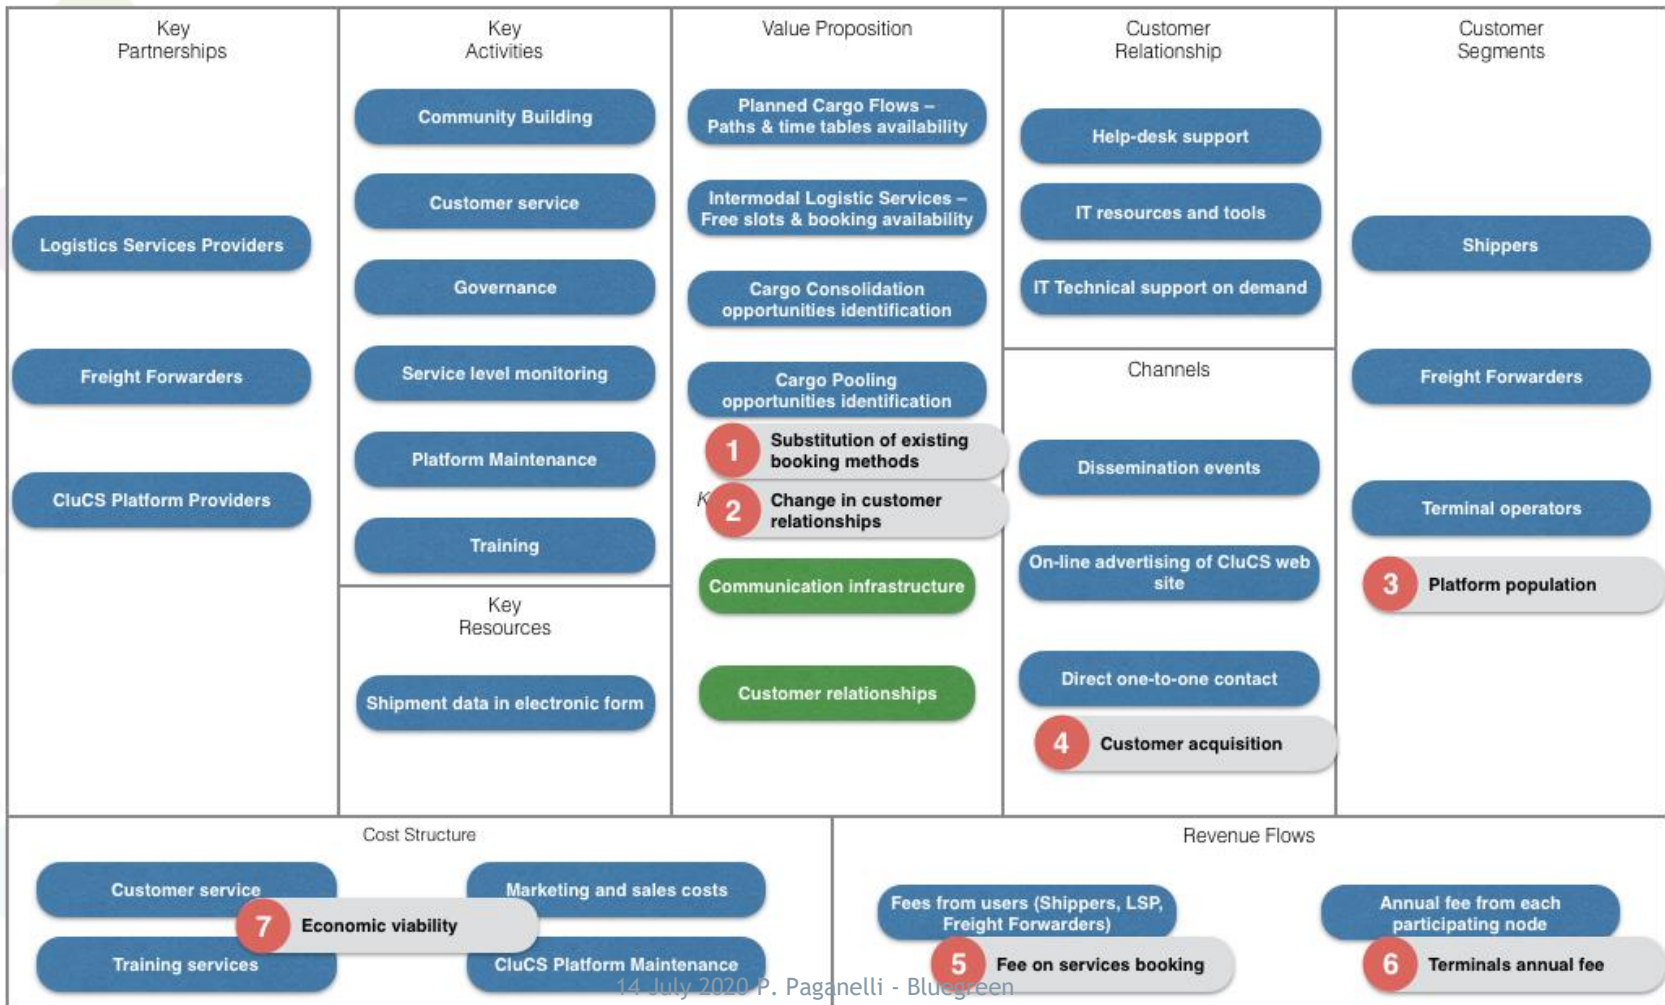 Key
Partnerships
Logistics Services Providers
Freight Forwarders
CluCS Platform Providers
Key
Activities
Community Building
Customer service
Governance
Service level monitoring
Platform Maintenance
Training
Key
Resources
Shipment data in electronic form
Value Proposition
Planned Cargo Flows –
Paths & time tables availability
Intermodal Logistic Services –
Free slots & booking availability
Cargo Consolidation
opportunities identification
Cargo Pooling
opportunities identification
1 Substitution of existing
booking methods
K
2 Change in customer
relationships
Communication infrastructure
Customer relationships
Customer
Relationship
Help-desk support
IT resources and tools
IT Technical support on demand
Channels
Dissemination events
On-line advertising of CluCS web
site
Direct one-to-one contact
4 Customer acquisition
Customer
Segments
Shippers
Freight Forwarders
Terminal operators
3 Platform population
Cost Structure
Customer service
Marketing and sales costs
7 Economic viability
Training services
CluCS Platform Maintenance
Revenue Flows
Fees from users (Shippers, LSP,
Freight Forwarders)
5 Fee on services booking
Annual fee from each
participating node
6 Terminals annual fee
14 July 2020 P. Paganelli - Bluegreen